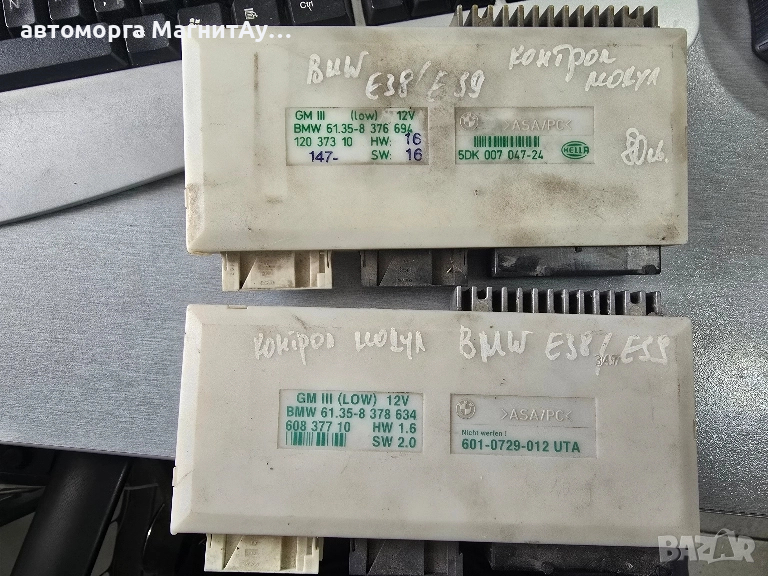 автоморга МагнитАу...
BMW E38/E39 контрол модул
GM III (low) 12V
BMW 61.35-8 376 694
120 373 10 HW: 16
147- SW: 16
>ASA/PC<
5DK 007 047-24 HELLA
80лв.
контрол модул BMW E38/E39
GM III (LOW) 12V
BMW 61.35-8 378 634
608 377 10 HW 1.6
SW 2.0
>ASA/PC<
Nicht werfen !
601-0729-012 UTA
BAZAR